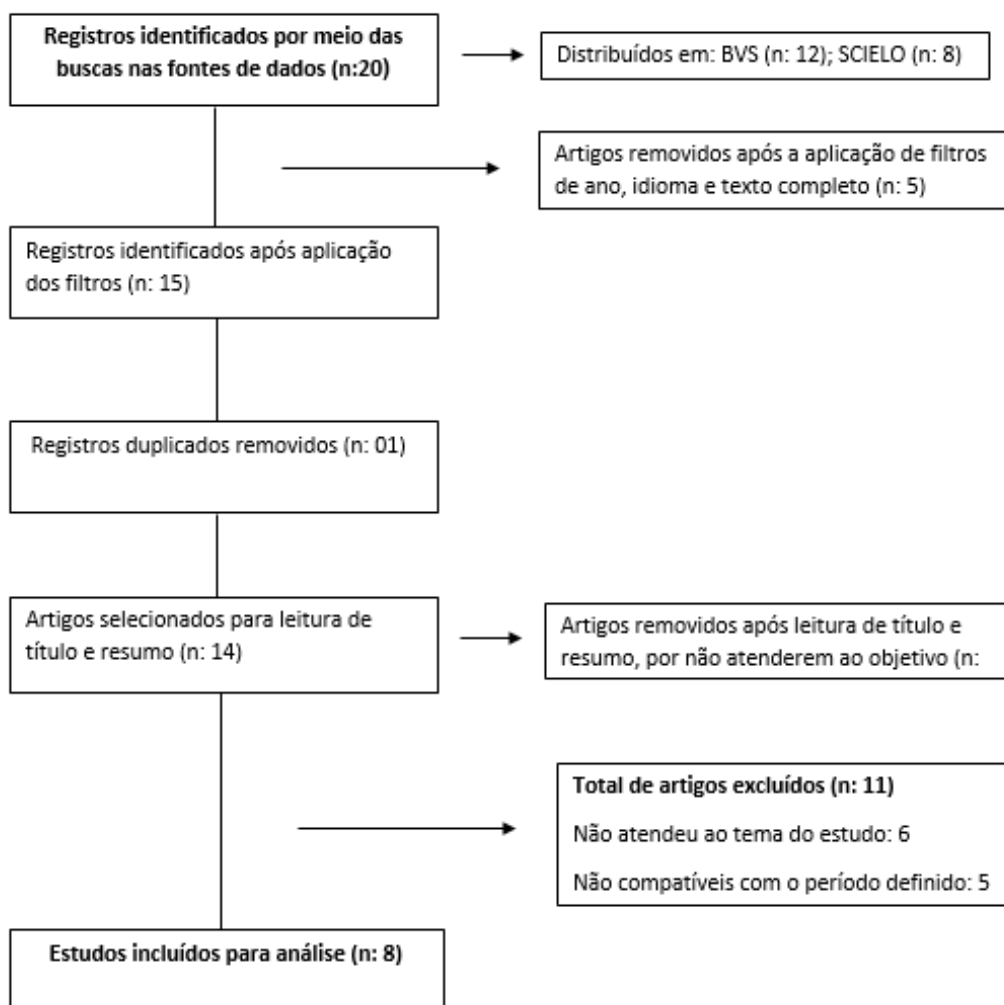 Registros identificados por meio das
buscas nas fontes de dados (n:20)
Distribuídos em: BVS (n: 12); SCIELO (n: 8)
Artigos removidos após a aplicação de filtros
de ano, idioma e texto completo (n: 5)
Registros identificados após aplicação
dos filtros (n: 15)
Registros duplicados removidos (n: 01)
Artigos selecionados para leitura de
título e resumo (n: 14)
Artigos removidos após leitura de título e
resumo, por não atenderem ao objetivo (n:
Total de artigos excluídos (n: 11)
Não atendeu ao tema do estudo: 6
Não compatíveis com o período definido: 5
Estudos incluídos para análise (n: 8)